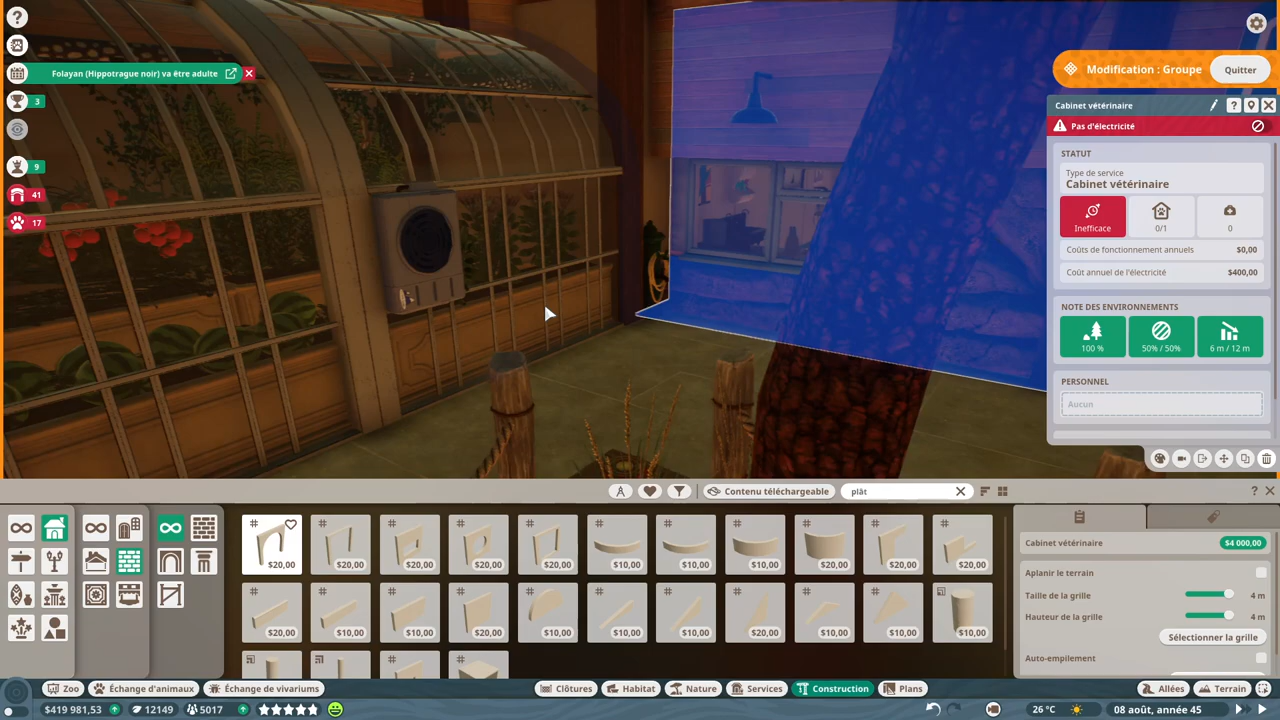 Folayan (Hippotrague noir) va être adulte
3
9
41
17
Modification : Groupe
Quitter
Cabinet vétérinaire
?
Pas d'électricité
STATUT
Type de service
Cabinet vétérinaire
Inefficace
0/1
0
Coûts de fonctionnement annuels
$0,00
Coût annuel de l'électricité
$400,00
NOTE DES ENVIRONNEMENTS
100 %
50% / 50%
6 m / 12 m
PERSONNEL
Aucun
Contenu téléchargeable
plât
?
$20,00
$20,00
$20,00
$20,00
$20,00
$10,00
$10,00
$10,00
$20,00
$20,00
$20,00
$20,00
$10,00
$10,00
$20,00
$10,00
$10,00
$10,00
$20,00
$10,00
$10,00
$10,00
Cabinet vétérinaire
$4 000,00
Aplanir le terrain
Taille de la grille
4 m
Hauteur de la grille
4 m
Sélectionner la grille
Auto-empilement
Zoo
Échange d'animaux
Échange de vivariums
Clôtures
Habitat
Nature
Services
Construction
Plans
Allées
Terrain
$419 981,53
12149
5017
26 °C
08 août, année 45